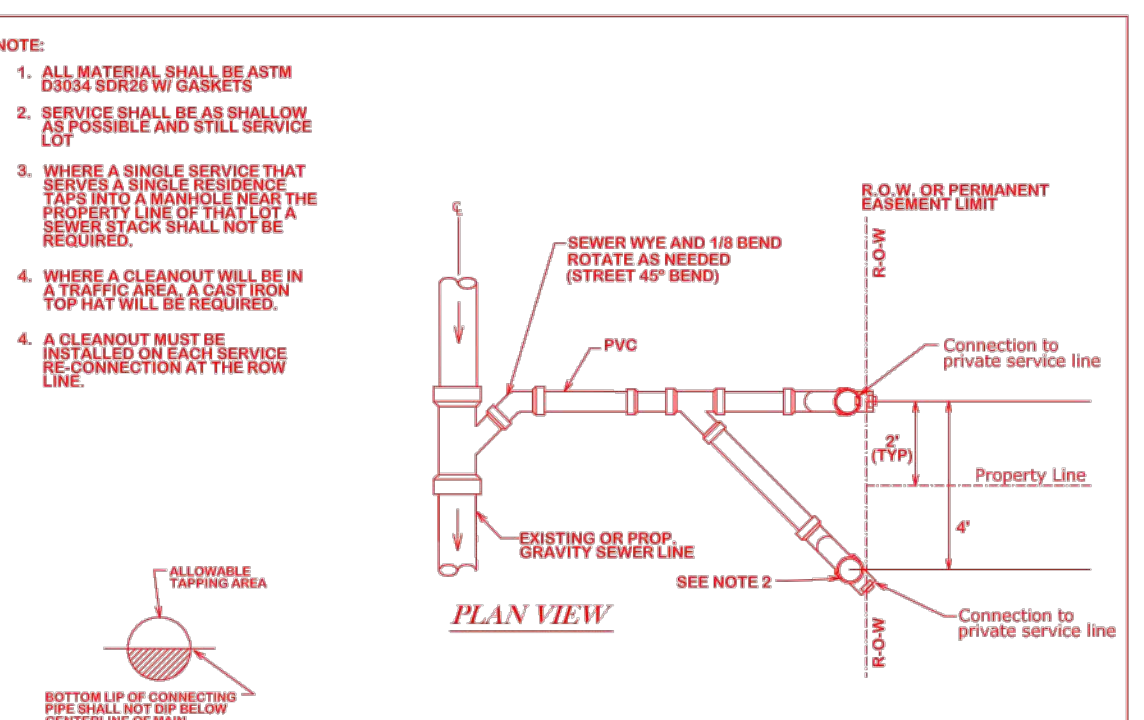 NOTE:
1. ALL MATERIAL SHALL BE ASTM
D3034 SDR26 W/ GASKETS
2. SERVICE SHALL BE AS SHALLOW
AS POSSIBLE AND STILL SERVICE
LOT
3. WHERE A SINGLE SERVICE THAT
SERVES A SINGLE RESIDENCE
TAPS INTO A MANHOLE NEAR THE
PROPERTY LINE OF THAT LOT A
SEWER STACK SHALL NOT BE
REQUIRED.
4. WHERE A CLEANOUT WILL BE IN
A TRAFFIC AREA, A CAST IRON
TOP HAT WILL BE REQUIRED.
4. A CLEANOUT MUST BE
INSTALLED ON EACH SERVICE
RE-CONNECTION AT THE ROW
LINE.
℄
SEWER WYE AND 1/8 BEND
ROTATE AS NEEDED
(STREET 45º BEND)
PVC
R.O.W. OR PERMANENT
EASEMENT LIMIT
R-O-W
Connection to
private service line
2'
(TYP)
Property Line
4'
EXISTING OR PROP.
GRAVITY SEWER LINE
SEE NOTE 2
Connection to
private service line
R-O-W
PLAN VIEW
ALLOWABLE
TAPPING AREA
BOTTOM LIP OF CONNECTING
PIPE SHALL NOT DIP BELOW
CENTERLINE OF MAIN